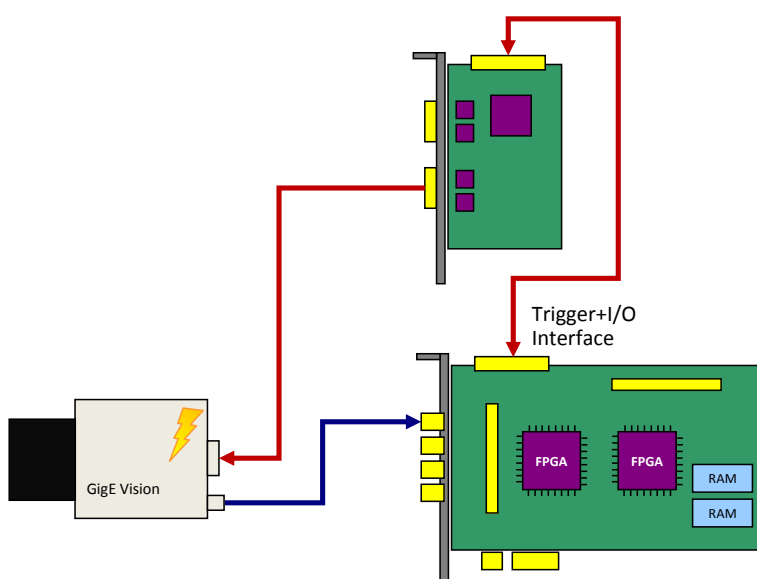 Trigger+I/O
Interface
FPGA
FPGA
RAM
RAM
GigE Vision